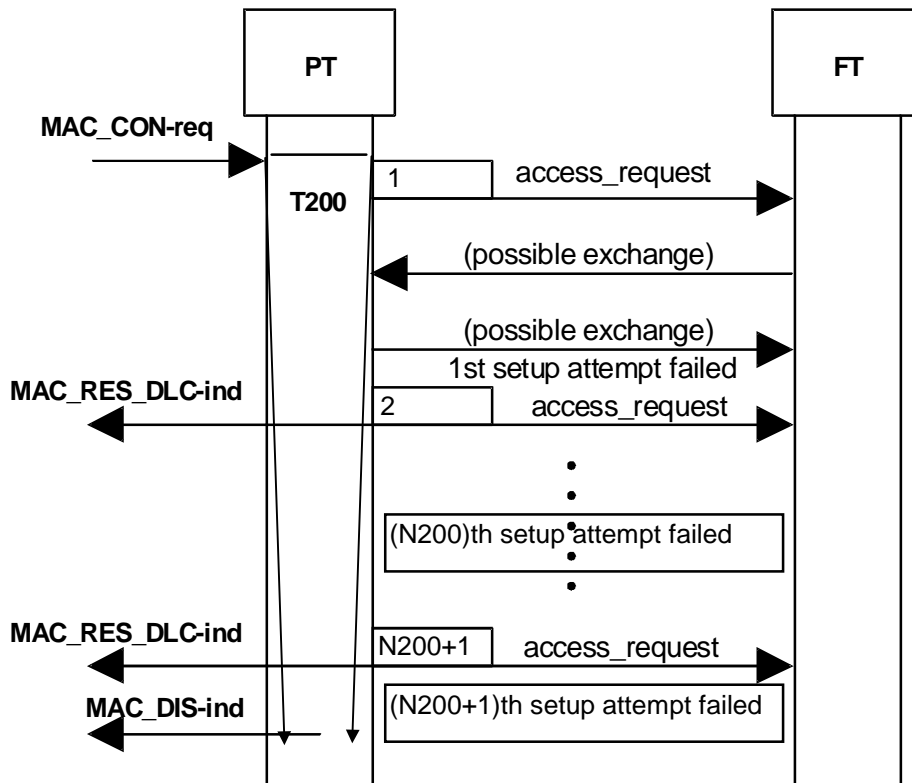 PT
FT
MAC_CON-req
T200
1
access_request
(possible exchange)
(possible exchange)
1st setup attempt failed
MAC_RES_DLC-ind
2
access_request
(N200)th setup attempt failed
MAC_RES_DLC-ind
N200+1
access_request
MAC_DIS-ind
(N200+1)th setup attempt failed